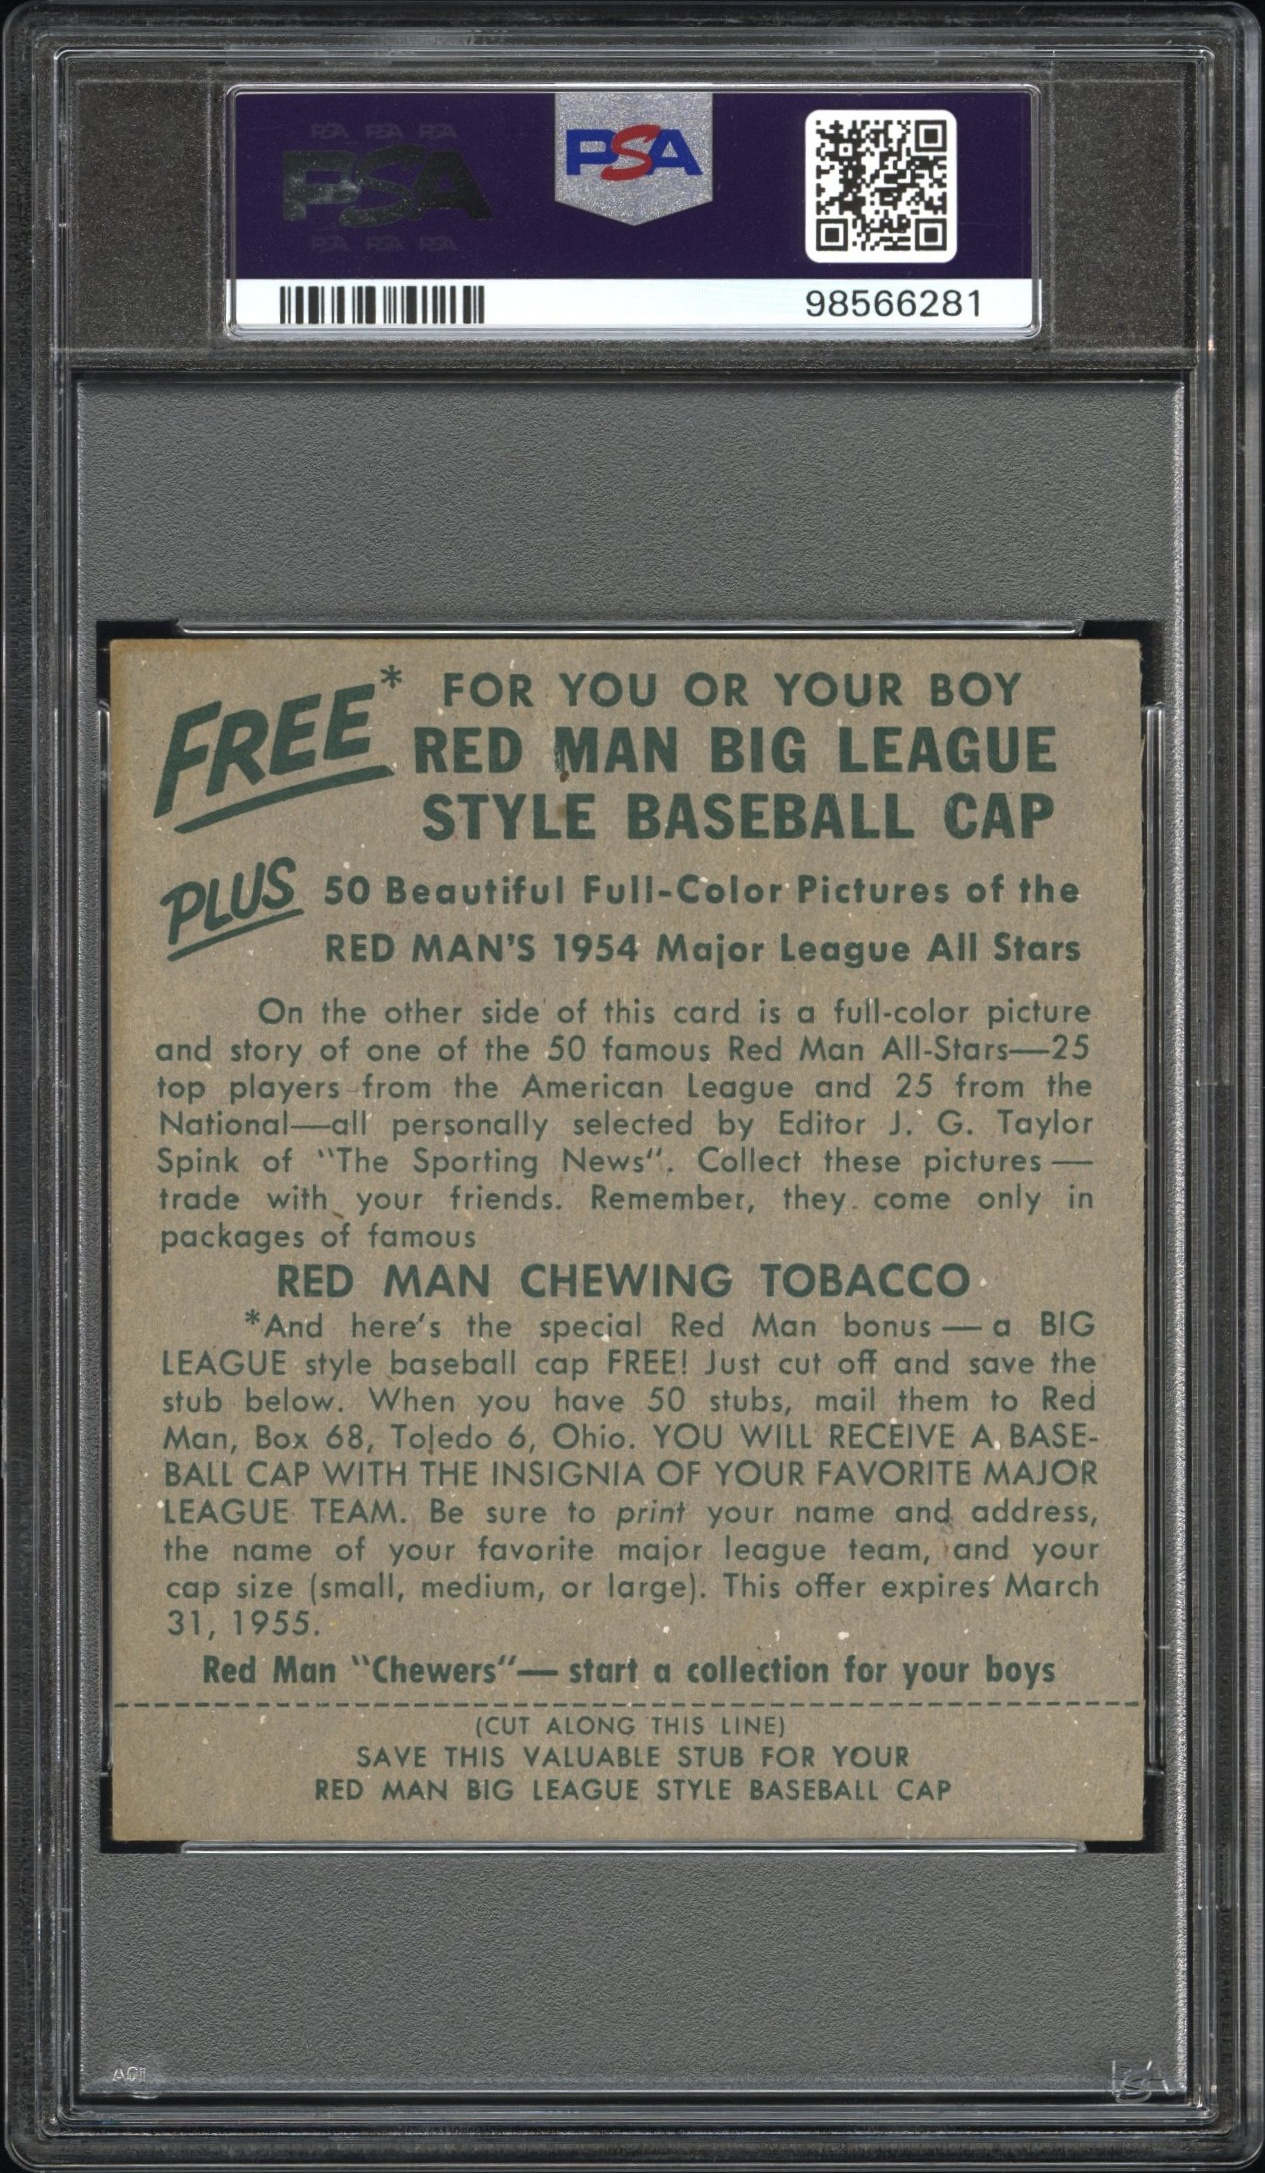 PSA PSA PSA
PSA
PSA PSA PSA
PSA
98566281
FREE* FOR YOU OR YOUR BOY
RED MAN BIG LEAGUE
STYLE BASEBALL CAP
PLUS 50 Beautiful Full-Color Pictures of the
RED MAN'S 1954 Major League All Stars
On the other side of this card is a full-color picture
and story of one of the 50 famous Red Man All-Stars—25
top players from the American League and 25 from the
National—all personally selected by Editor J. G. Taylor
Spink of "The Sporting News". Collect these pictures —
trade with your friends. Remember, they come only in
packages of famous
RED MAN CHEWING TOBACCO
*And here's the special Red Man bonus — a BIG
LEAGUE style baseball cap FREE! Just cut off and save the
stub below. When you have 50 stubs, mail them to Red
Man, Box 68, Toledo 6, Ohio. YOU WILL RECEIVE A BASE-
BALL CAP WITH THE INSIGNIA OF YOUR FAVORITE MAJOR
LEAGUE TEAM. Be sure to print your name and address,
the name of your favorite major league team, and your
cap size (small, medium, or large). This offer expires March
31, 1955.
Red Man "Chewers"— start a collection for your boys
(CUT ALONG THIS LINE)
SAVE THIS VALUABLE STUB FOR YOUR
RED MAN BIG LEAGUE STYLE BASEBALL CAP
PSA